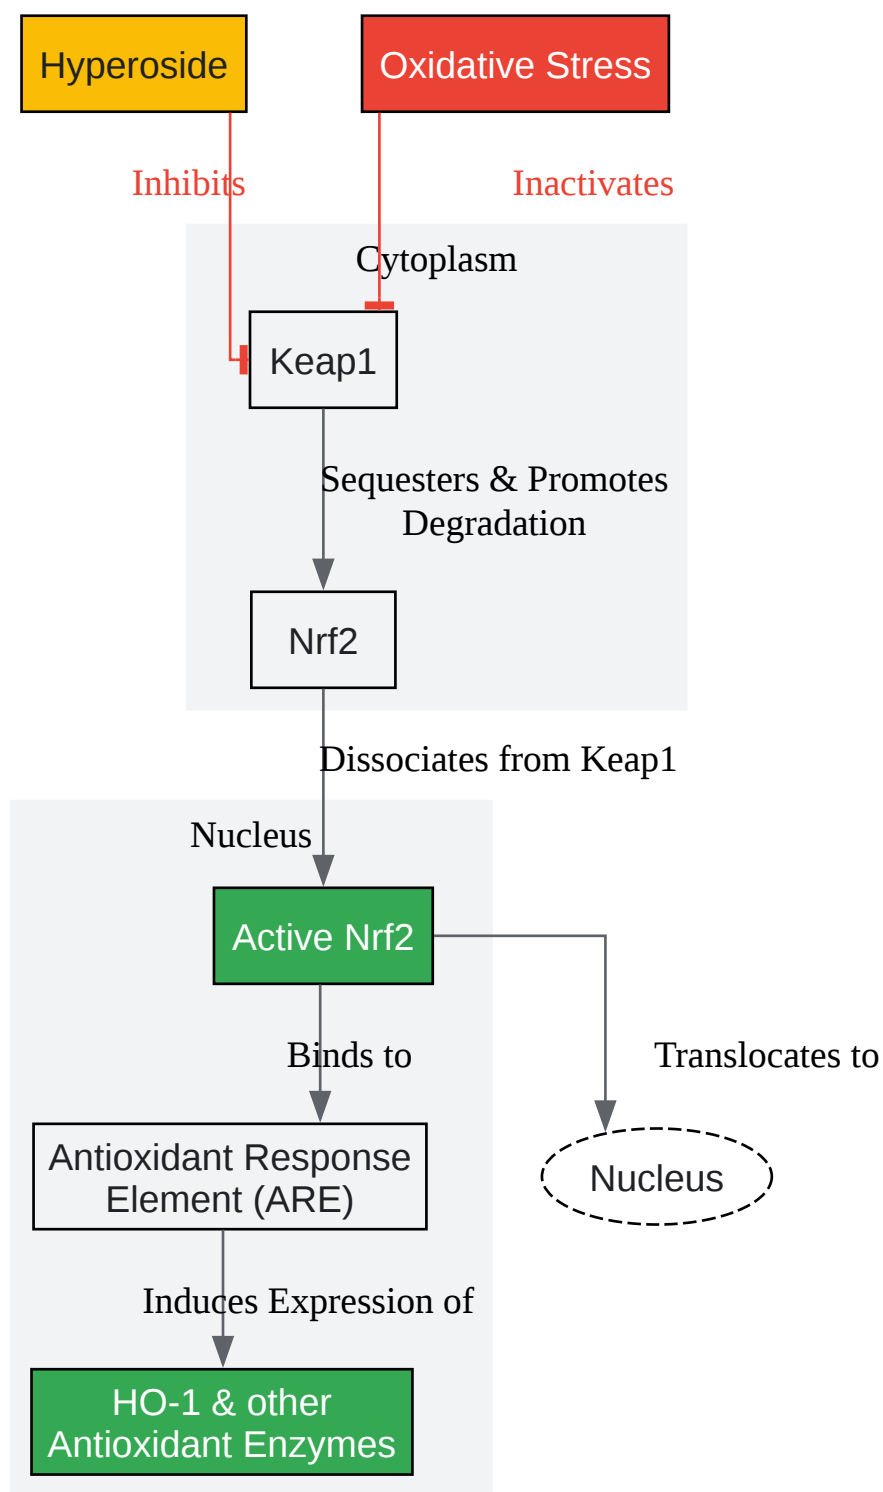 Hyperoside
Oxidative Stress
Inhibits
Inactivates
Cytoplasm
Keap1
Sequesters & Promotes
Degradation
Nrf2
Dissociates from Keap1
Nucleus
Active Nrf2
Binds to
Translocates to
Antioxidant Response
Element (ARE)
Nucleus
Induces Expression of
HO-1 & other
Antioxidant Enzymes